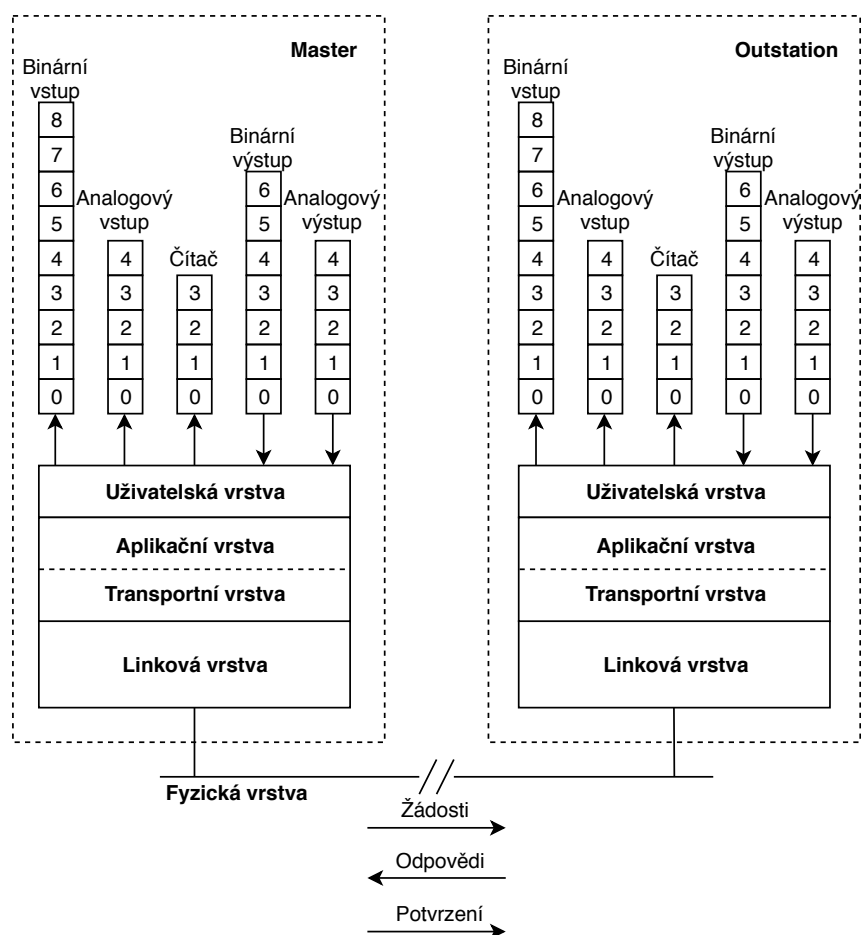 Master
Binární
vstup
8
7
6
5
4
3
2
1
0
Analogový
vstup
4
3
2
1
0
Čítač
3
2
1
0
Binární
výstup
6
5
4
3
2
1
0
Analogový
výstup
4
3
2
1
0
Uživatelská vrstva
Aplikační vrstva
Transportní vrstva
Linková vrstva
Outstation
Binární
vstup
8
7
6
5
4
3
2
1
0
Analogový
vstup
4
3
2
1
0
Čítač
3
2
1
0
Binární
výstup
6
5
4
3
2
1
0
Analogový
výstup
4
3
2
1
0
Uživatelská vrstva
Aplikační vrstva
Transportní vrstva
Linková vrstva
Fyzická vrstva
Žádosti
Odpovědi
Potvrzení